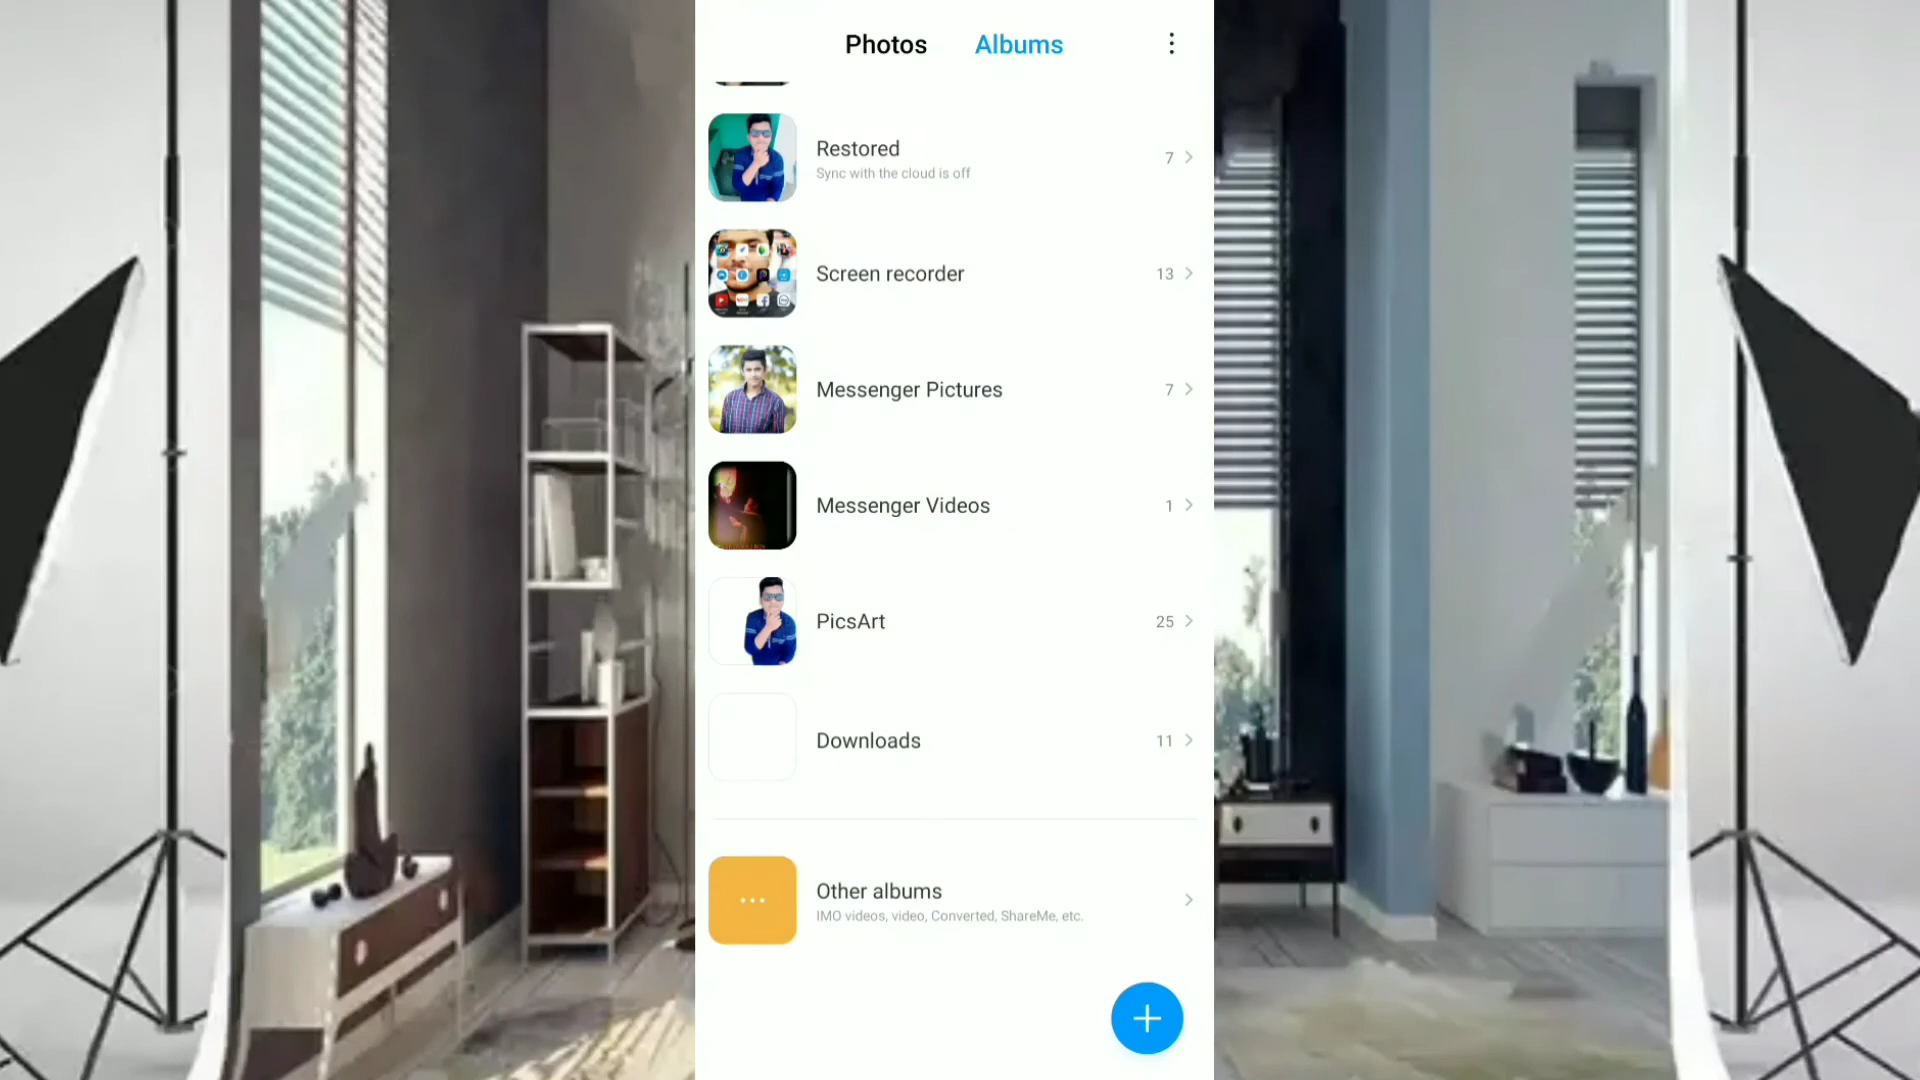 Photos Albums
Restored 7
Sync with the cloud is off
Screen recorder 13
Messenger Pictures 7
Messenger Videos 1
PicsArt 25
Downloads 11
Other albums
IMO videos, video, Converted, ShareMe, etc.